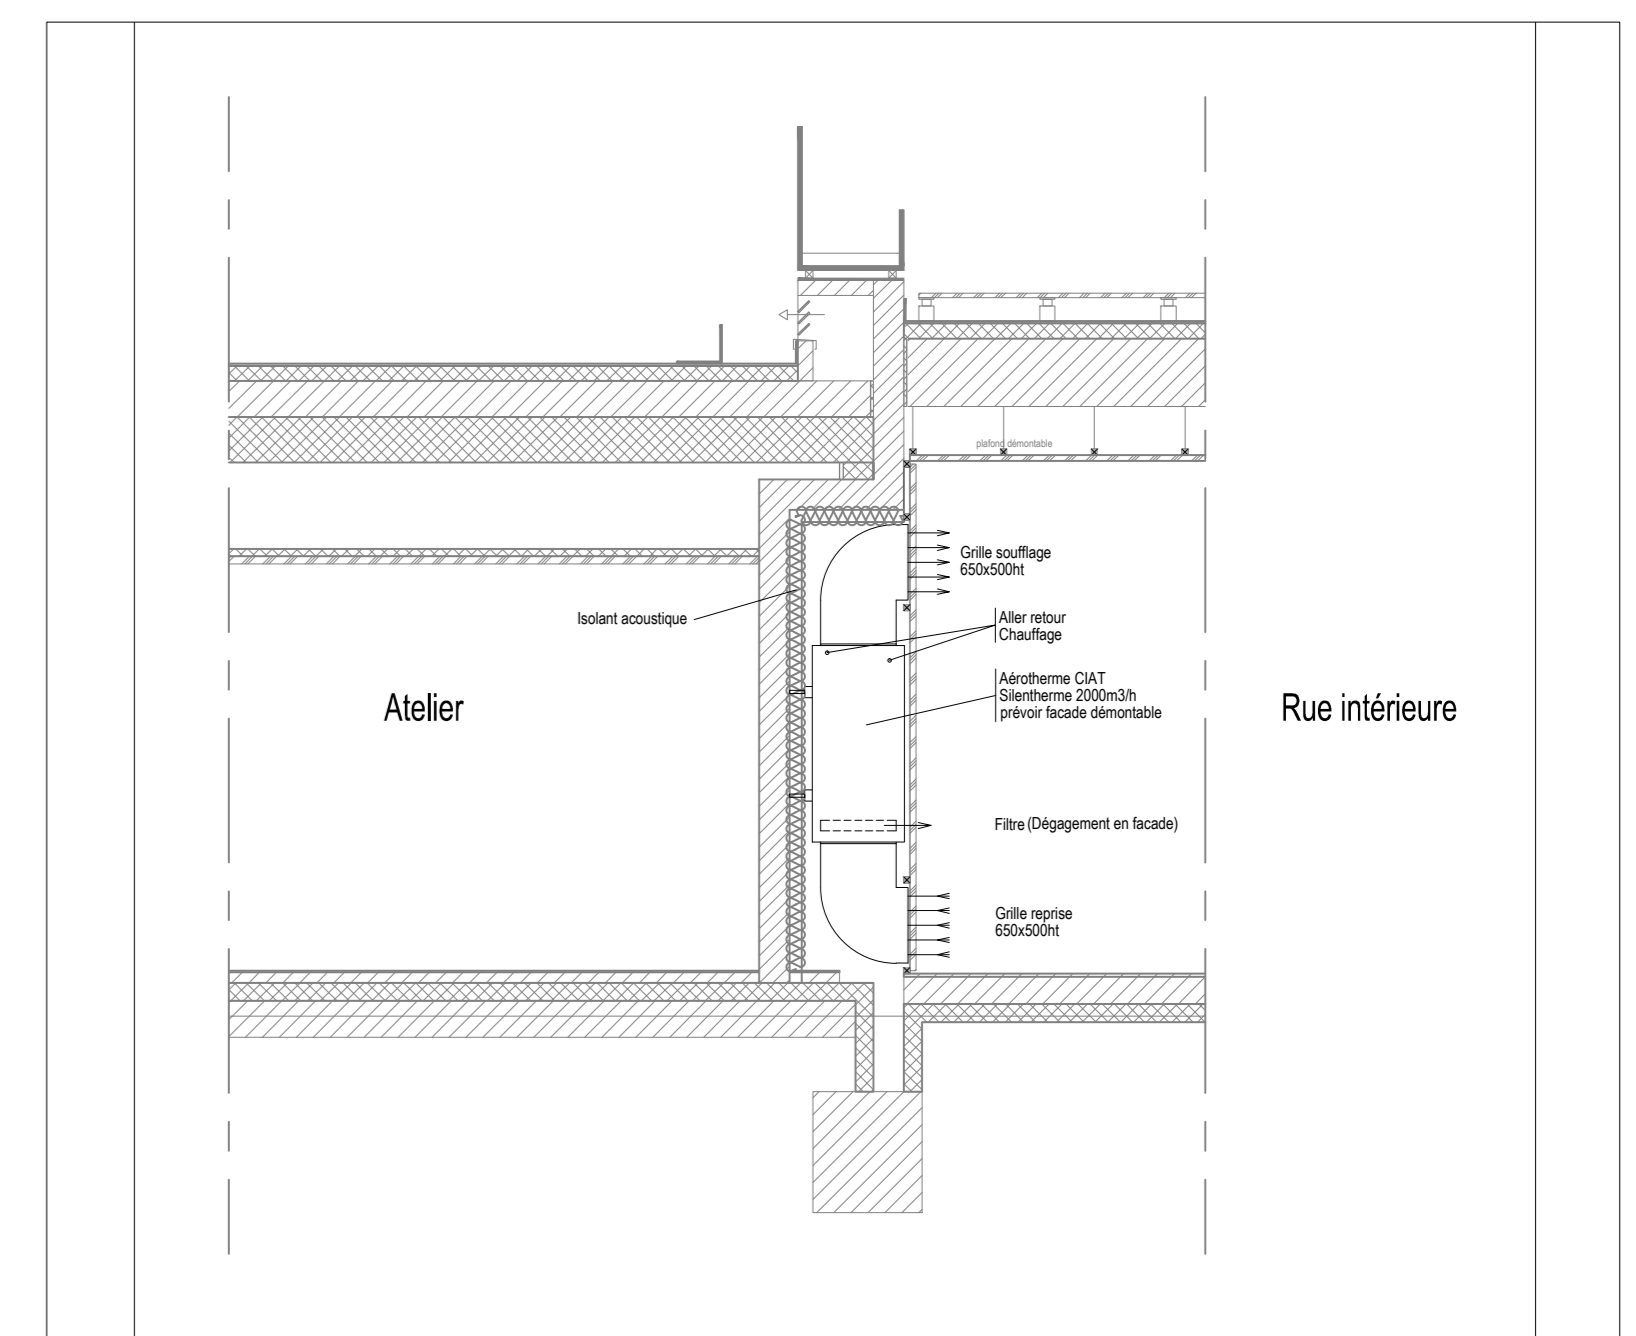 plafond démontable
Grille soufflage
650x500ht
Isolant acoustique
Aller retour
Chauffage
Aérotherme CIAT
Silentherme 2000m3/h
prévoir facade démontable
Atelier
Rue intérieure
Filtre (Dégagement en facade)
Grille reprise
650x500ht